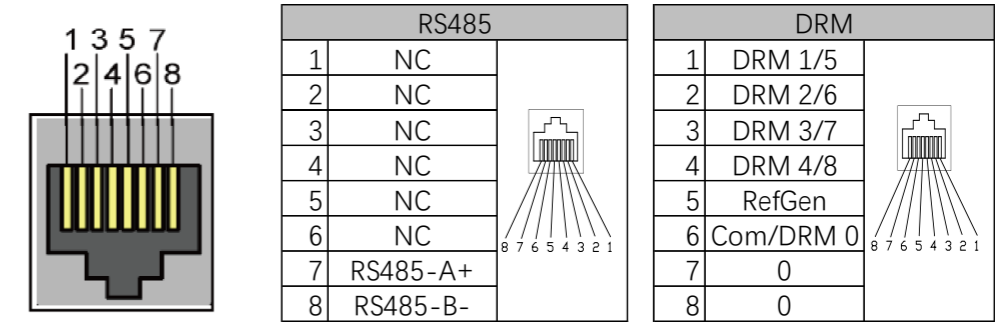 1 3 5 7
2 4 6 8
RS485
1 NC
2 NC
3 NC
4 NC
5 NC
6 NC
7 RS485-A+
8 RS485-B-
8 7 6 5 4 3 2 1
DRM
1 DRM 1/5
2 DRM 2/6
3 DRM 3/7
4 DRM 4/8
5 RefGen
6 Com/DRM 0
7 0
8 0
8 7 6 5 4 3 2 1